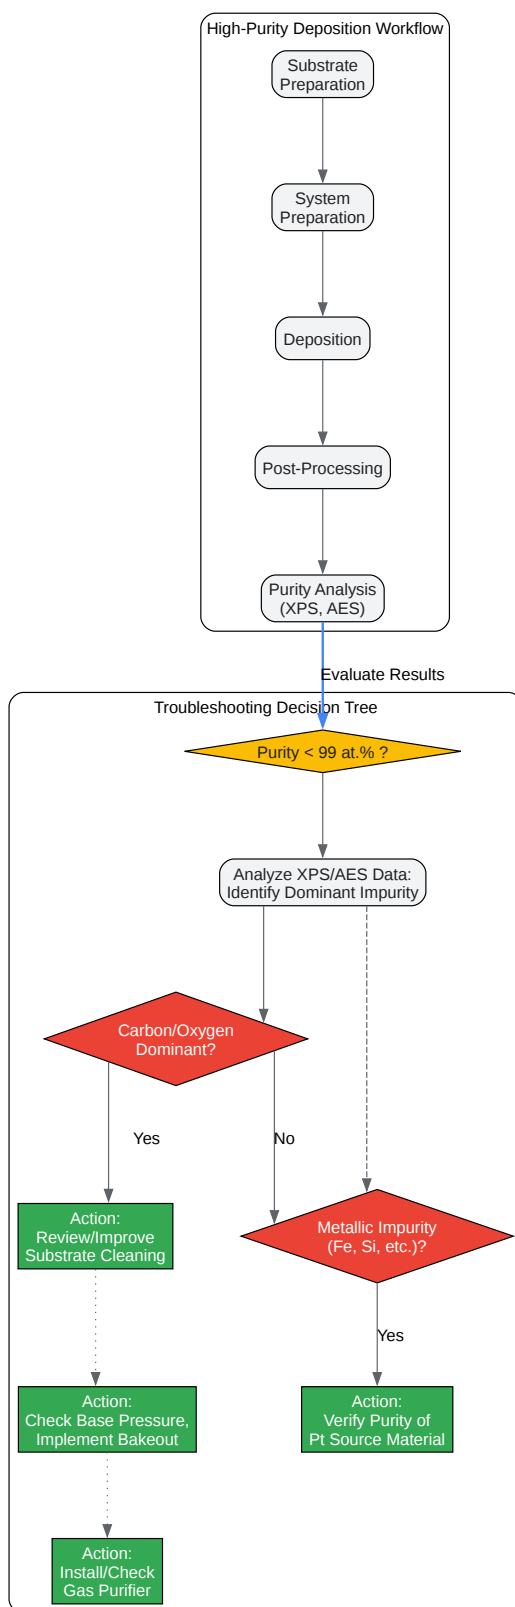 High-Purity Deposition Workflow
Substrate
Preparation
System
Preparation
Deposition
Post-Processing
Purity Analysis
(XPS, AES)
Evaluate Results
Troubleshooting Decision Tree
Purity < 99 at.% ?
Analyze XPS/AES Data:
Identify Dominant Impurity
Carbon/Oxygen
Dominant?
Yes
No
Action:
Review/Improve
Substrate Cleaning
Metallic Impurity
(Fe, Si, etc.)?
Yes
Action:
Check Base Pressure,
Implement Bakeout
Action:
Verify Purity of
Pt Source Material
Action:
Install/Check
Gas Purifier